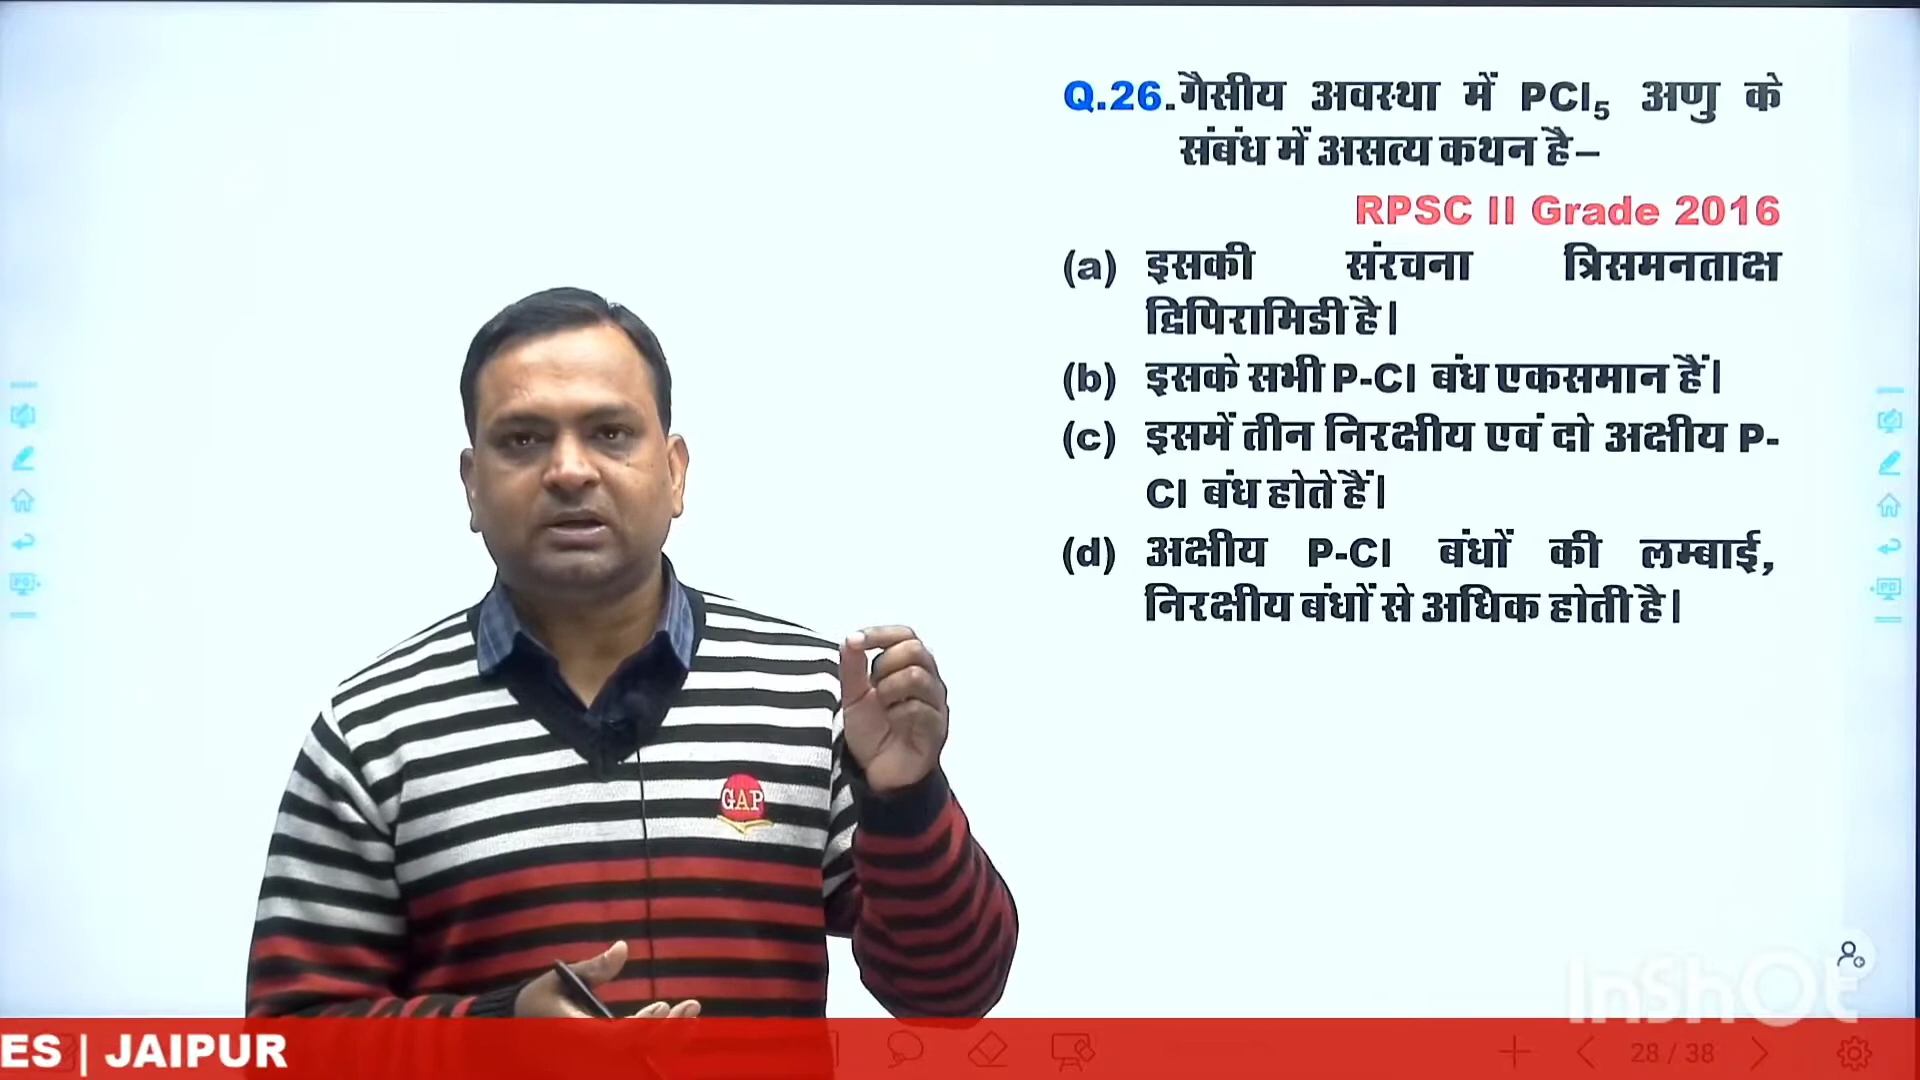 Q.26. गैसीय अवस्था में PCl₅ अणु के
संबंध में असत्य कथन है–
RPSC II Grade 2016
(a) इसकी संरचना त्रिसमनताक्ष
द्विपिरामिडी है।
(b) इसके सभी P-Cl बंध एकसमान हैं।
(c) इसमें तीन निरक्षीय एवं दो अक्षीय P-
Cl बंध होते हैं।
(d) अक्षीय P-Cl बंधों की लम्बाई,
निरक्षीय बंधों से अधिक होती है।
GAP
InShOt
ES | JAIPUR
28 / 38